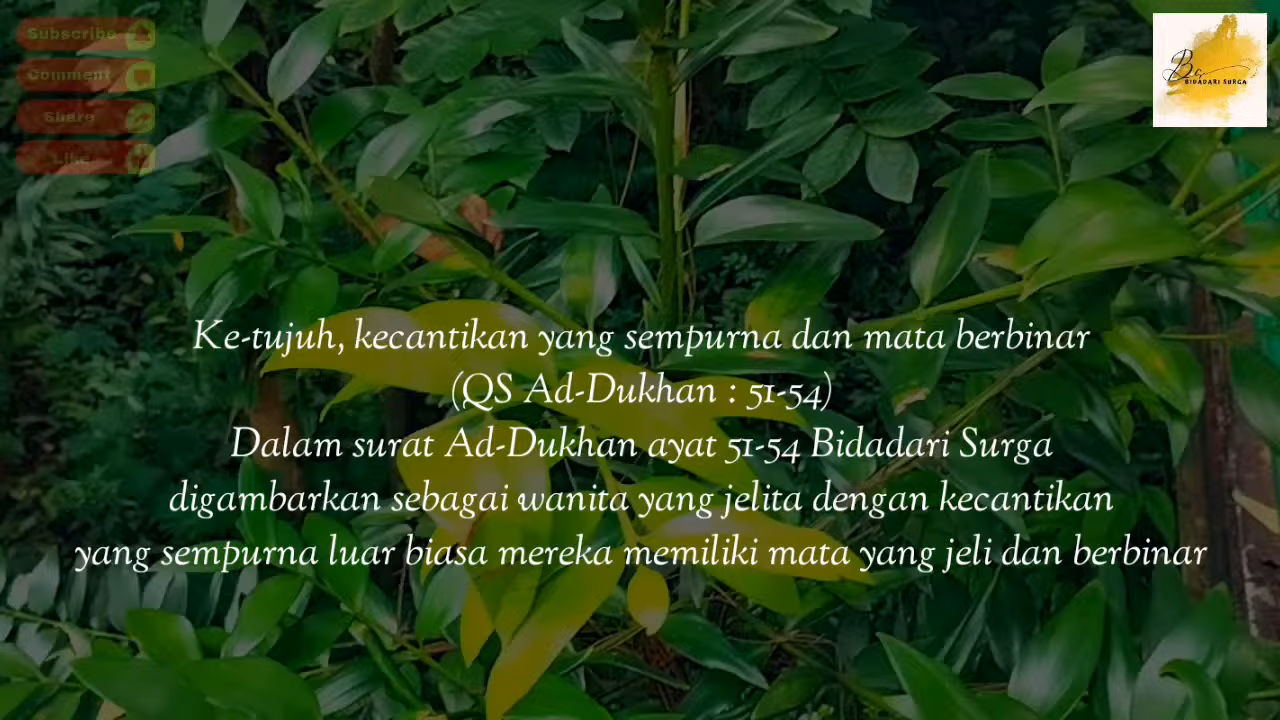 Subscribe
Comment
Share
Like
BIDADARI SURGA
Ke-tujuh, kecantikan yang sempurna dan mata berbinar
(QS Ad-Dukhan : 51-54)
Dalam surat Ad-Dukhan ayat 51-54 Bidadari Surga
digambarkan sebagai wanita yang jelita dengan kecantikan
yang sempurna luar biasa mereka memiliki mata yang jeli dan berbinar